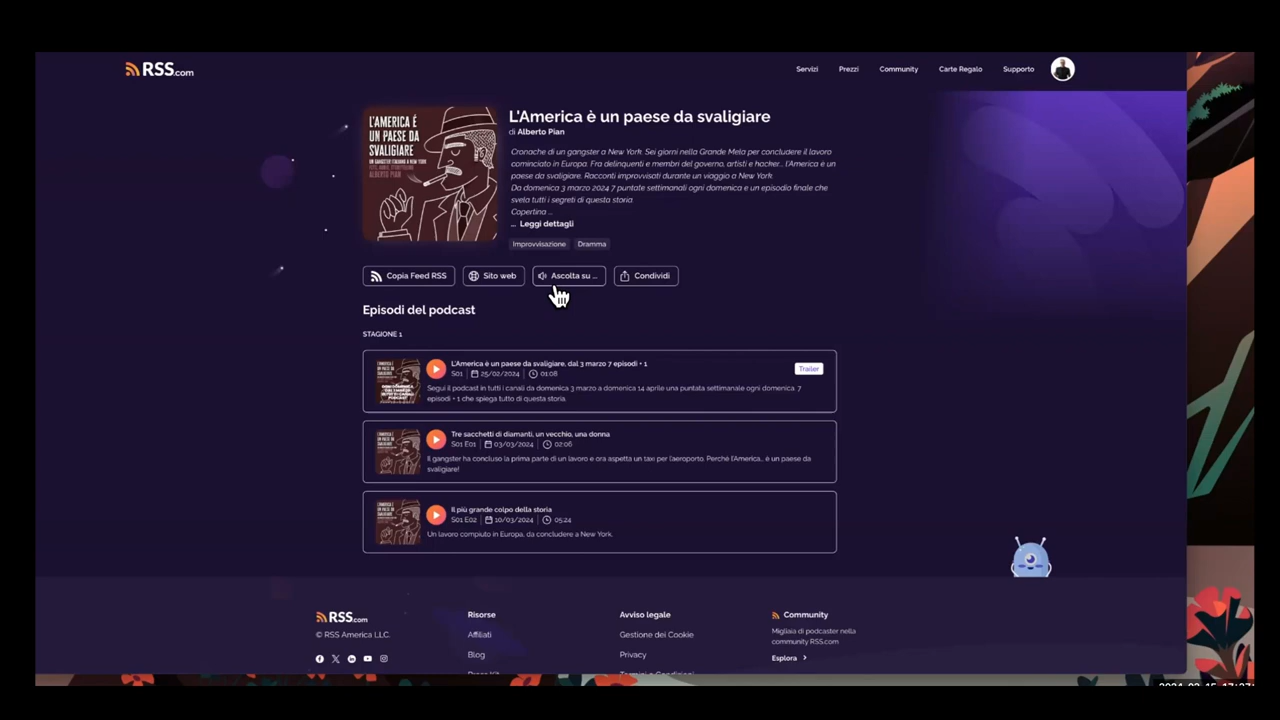 RSS.com
Servizi Prezzi Community Carte Regalo Supporto
L'AMERICA È
UN PAESE DA
SVALIGIARE
UN GANGSTER ITALIANO A NEW YORK
ALBERTO PIAN
L'America è un paese da svaligiare
di Alberto Pian
Cronache di un gangster a New York. Sei giorni nella Grande Mela per concludere il lavoro
cominciato in Europa. Fra delinquenti e membri del governo, artisti e hacker... l'America è un
paese da svaligiare. Racconti improvvisati durante un viaggio a New York.
Da domenica 3 marzo 2024 7 puntate settimanali ogni domenica e un episodio finale che
svela tutti i segreti di questa storia
Copertina ...
... Leggi dettagli
Improvvisazione Dramma
Copia Feed RSS Sito web Ascolta su ... Condividi
Episodi del podcast
STAGIONE 1
L'America è un paese da svaligiare, dal 3 marzo 7 episodi + 1
S01 | 25/02/2024 | 01:08
Trailer
Segui il podcast in tutti i canali da domenica 3 marzo a domenica 14 aprile una puntata settimanale ogni domenica. 7
episodi + 1 che spiega tutto di questa storia.
Tre sacchetti di diamanti, un vecchio, una donna
S01 E01 | 03/03/2024 | 02:06
Il gangster ha concluso la prima parte di un lavoro e ora aspetta un taxi per l'aeroporto. Perché l'America... è un paese da
svaligiare!
Il più grande colpo della storia
S01 E02 | 10/03/2024 | 05:24
Un lavoro compiuto in Europa, da concludere a New York.
RSS.com
© RSS America LLC.
Risorse
Affiliati
Blog
Press Kit
Avviso legale
Gestione dei Cookie
Privacy
Termini e Condizioni
Community
Migliaia di podcaster nella
community RSS.com
Esplora >